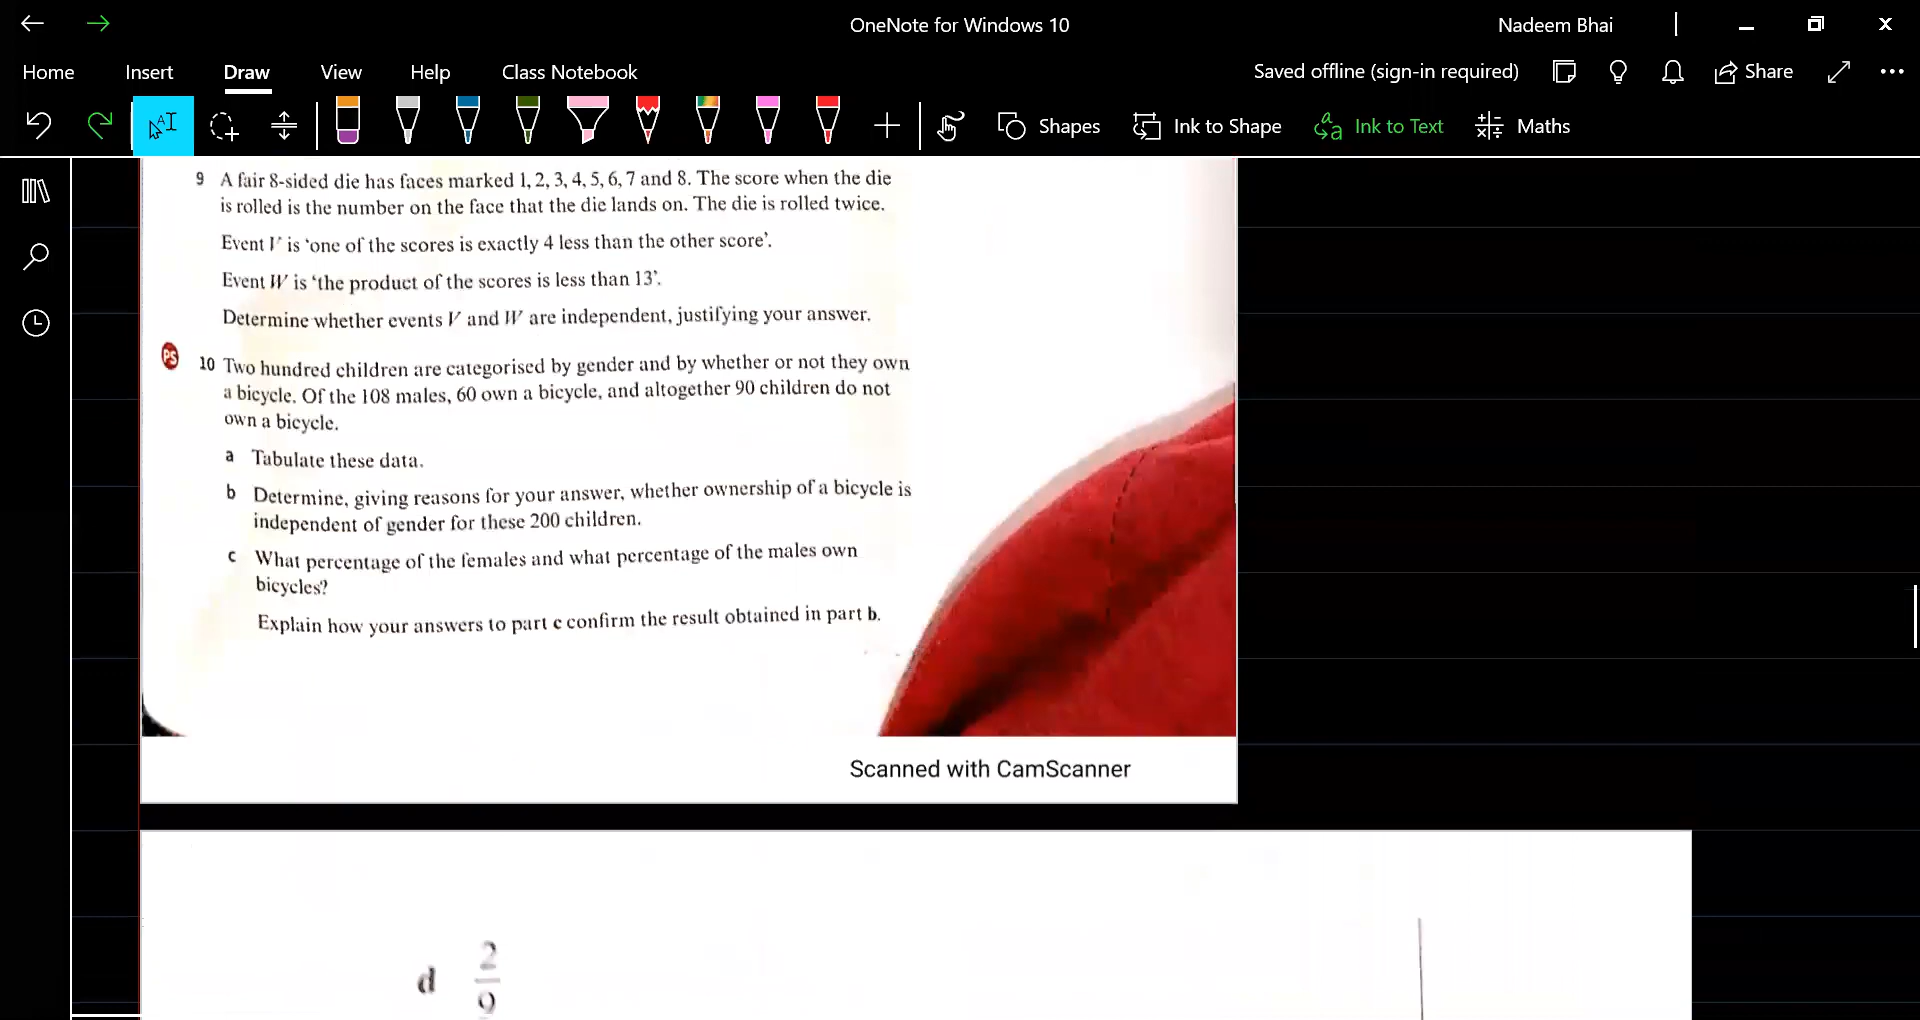 OneNote for Windows 10
Nadeem Bhai
Home Insert Draw View Help Class Notebook
Saved offline (sign-in required) Share
Shapes Ink to Shape Ink to Text Maths
9 A fair 8-sided die has faces marked 1, 2, 3, 4, 5, 6, 7 and 8. The score when the die
is rolled is the number on the face that the die lands on. The die is rolled twice.
Event V is ‘one of the scores is exactly 4 less than the other score’.
Event W is ‘the product of the scores is less than 13’.
Determine whether events V and W are independent, justifying your answer.
PS
10 Two hundred children are categorised by gender and by whether or not they own
a bicycle. Of the 108 males, 60 own a bicycle, and altogether 90 children do not
own a bicycle.
a Tabulate these data.
b Determine, giving reasons for your answer, whether ownership of a bicycle is
independent of gender for these 200 children.
c What percentage of the females and what percentage of the males own
bicycles?
Explain how your answers to part c confirm the result obtained in part b.
Scanned with CamScanner
d 2
9